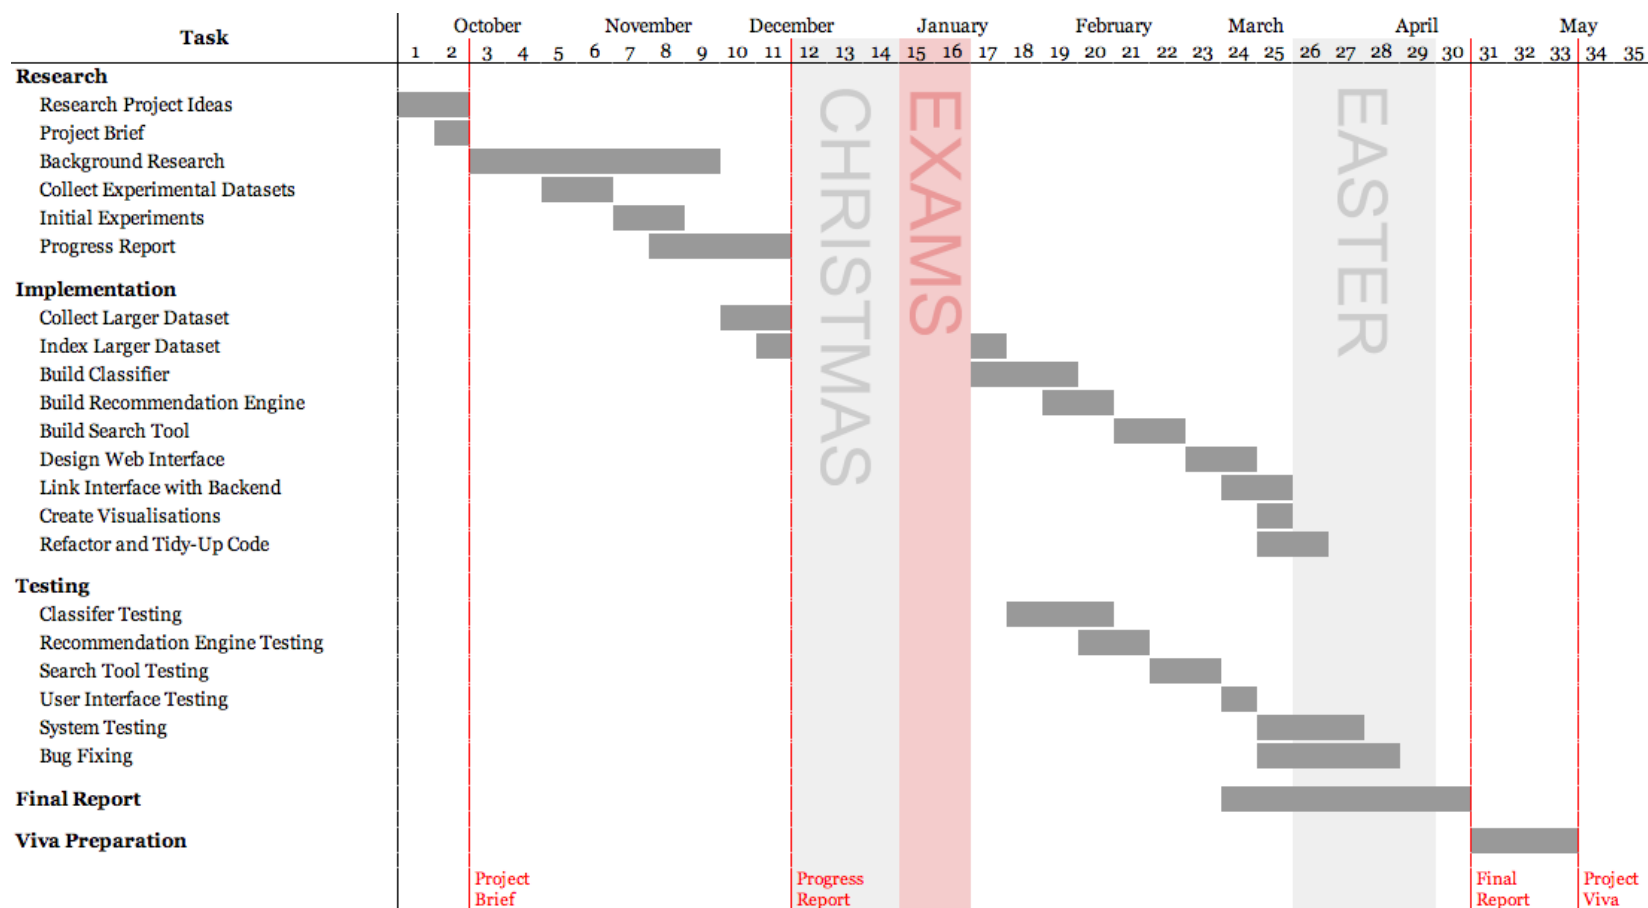 Task
October November December January February March April May
1 2 3 4 5 6 7 8 9 10 11 12 13 14 15 16 17 18 19 20 21 22 23 24 25 26 27 28 29 30 31 32 33 34 35
Research
Research Project Ideas
Project Brief
Background Research
Collect Experimental Datasets
Initial Experiments
Progress Report
Implementation
Collect Larger Dataset
Index Larger Dataset
Build Classifier
Build Recommendation Engine
Build Search Tool
Design Web Interface
Link Interface with Backend
Create Visualisations
Refactor and Tidy-Up Code
Testing
Classifer Testing
Recommendation Engine Testing
Search Tool Testing
User Interface Testing
System Testing
Bug Fixing
Final Report
Viva Preparation
CHRISTMAS
EXAMS
EASTER
Project
Brief
Progress
Report
Final
Report
Project
Viva